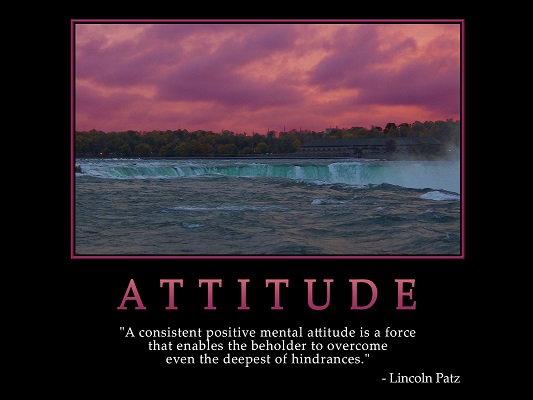 ATTITUDE
"A consistent positive mental attitude is a force
that enables the beholder to overcome
even the deepest of hindrances."
- Lincoln Patz